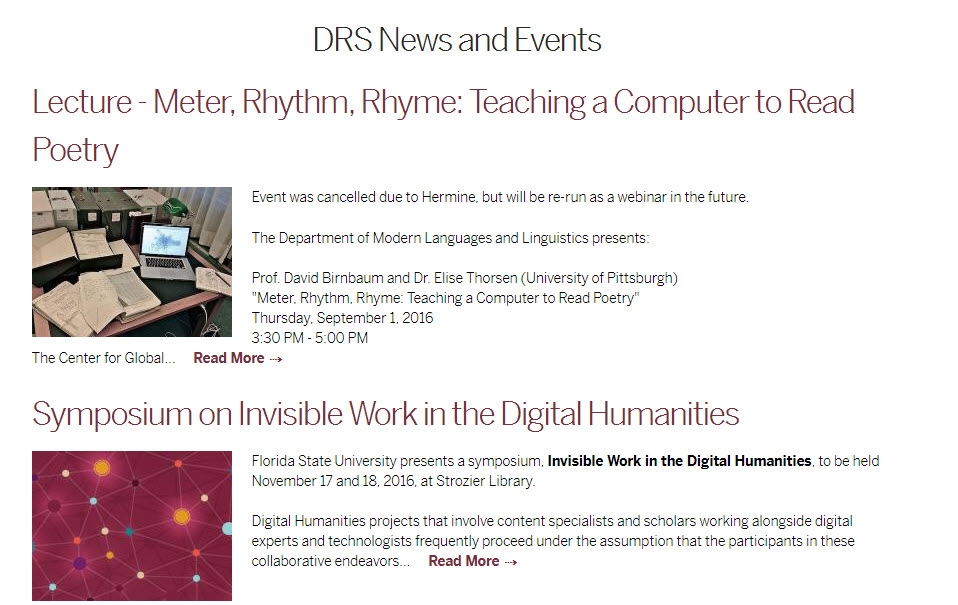 DRS News and Events
Lecture - Meter, Rhythm, Rhyme: Teaching a Computer to Read
Poetry
Event was cancelled due to Hermine, but will be re-run as a webinar in the future.
The Department of Modern Languages and Linguistics presents:
Prof. David Birnbaum and Dr. Elise Thorsen (University of Pittsburgh)
"Meter, Rhythm, Rhyme: Teaching a Computer to Read Poetry"
Thursday, September 1, 2016
3:30 PM - 5:00 PM
The Center for Global... Read More ⇢
Symposium on Invisible Work in the Digital Humanities
Florida State University presents a symposium, Invisible Work in the Digital Humanities, to be held
November 17 and 18, 2016, at Strozier Library.
Digital Humanities projects that involve content specialists and scholars working alongside digital
experts and technologists frequently proceed under the assumption that the participants in these
collaborative endeavors... Read More ⇢